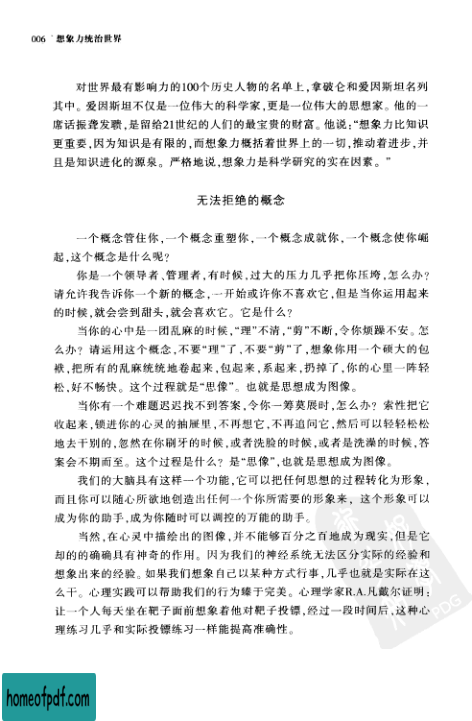 006 想象力统治世界
对世界最有影响力的100个历史人物的名单上,拿破仑和爱因斯坦名列
其中。爱因斯坦不仅是一位伟大的科学家,更是一位伟大的思想家。他的一
席话振聋发聩,是留给21世纪的人们的最宝贵的财富。他说:“想象力比知识
更重要,因为知识是有限的,而想象力概括着世界上的一切,推动着进步,并
且是知识进化的源泉。严格地说,想象力是科学研究的实在因素。”
无法拒绝的概念
一个概念管住你,一个概念重塑你,一个概念成就你,一个概念使你崛
起,这个概念是什么呢?
你是一个领导者、管理者,有时候,过大的压力几乎把你压垮,怎么办?
请允许我告诉你一个新的概念,一开始或许你不喜欢它,但是当你运用起来
的时候,就会尝到甜头,就会喜欢它。它是什么?
当你的心中是一团乱麻的时候,“理”不清,“剪”不断,令你烦躁不安。怎
么办?请运用这个概念,不要“理”了,不要“剪”了,想象你用一个硕大的包
袱,把所有的乱麻统统地卷起来,包起来,系起来,扔掉了,你的心里一阵轻
松,好不畅快。这个过程就是“思像”。也就是思想成为图像。
当你有一个难题迟迟找不到答案,令你一筹莫展时,怎么办?索性把它
收起来,锁进你的心灵的抽屉里,不再想它,不再追问它,然后可以轻轻松松
地去干别的,忽然在你刷牙的时候,或者洗脸的时候,或者是洗澡的时候,答
案会不期而至。这个过程是什么?是“思像”,也就是思想成为图像。
我们的大脑具有这样一个功能,它可以把任何思想的过程转化为形象,
而且你可以随心所欲地创造出任何一个你所需要的形象来,这个形象可以
成为你的助手,成为你随时可以调控的万能的助手。
当然,在心灵中描绘出的图像,并不能够百分之百地成为现实,但是它
却的的确确具有神奇的作用。因为我们的神经系统无法区分实际的经验和
想象出来的经验。如果我们想象自己以某种方式行事,几乎也就是实际在这
么干。心理实践可以帮助我们的行为臻于完美。心理学家R.A.凡戴尔证明:
让一个人每天坐在靶子面前想象着他对靶子投镖,经过一段时间后,这种心
理练习几乎和实际投镖练习一样能提高准确性。
PDG
homeofpdf.com